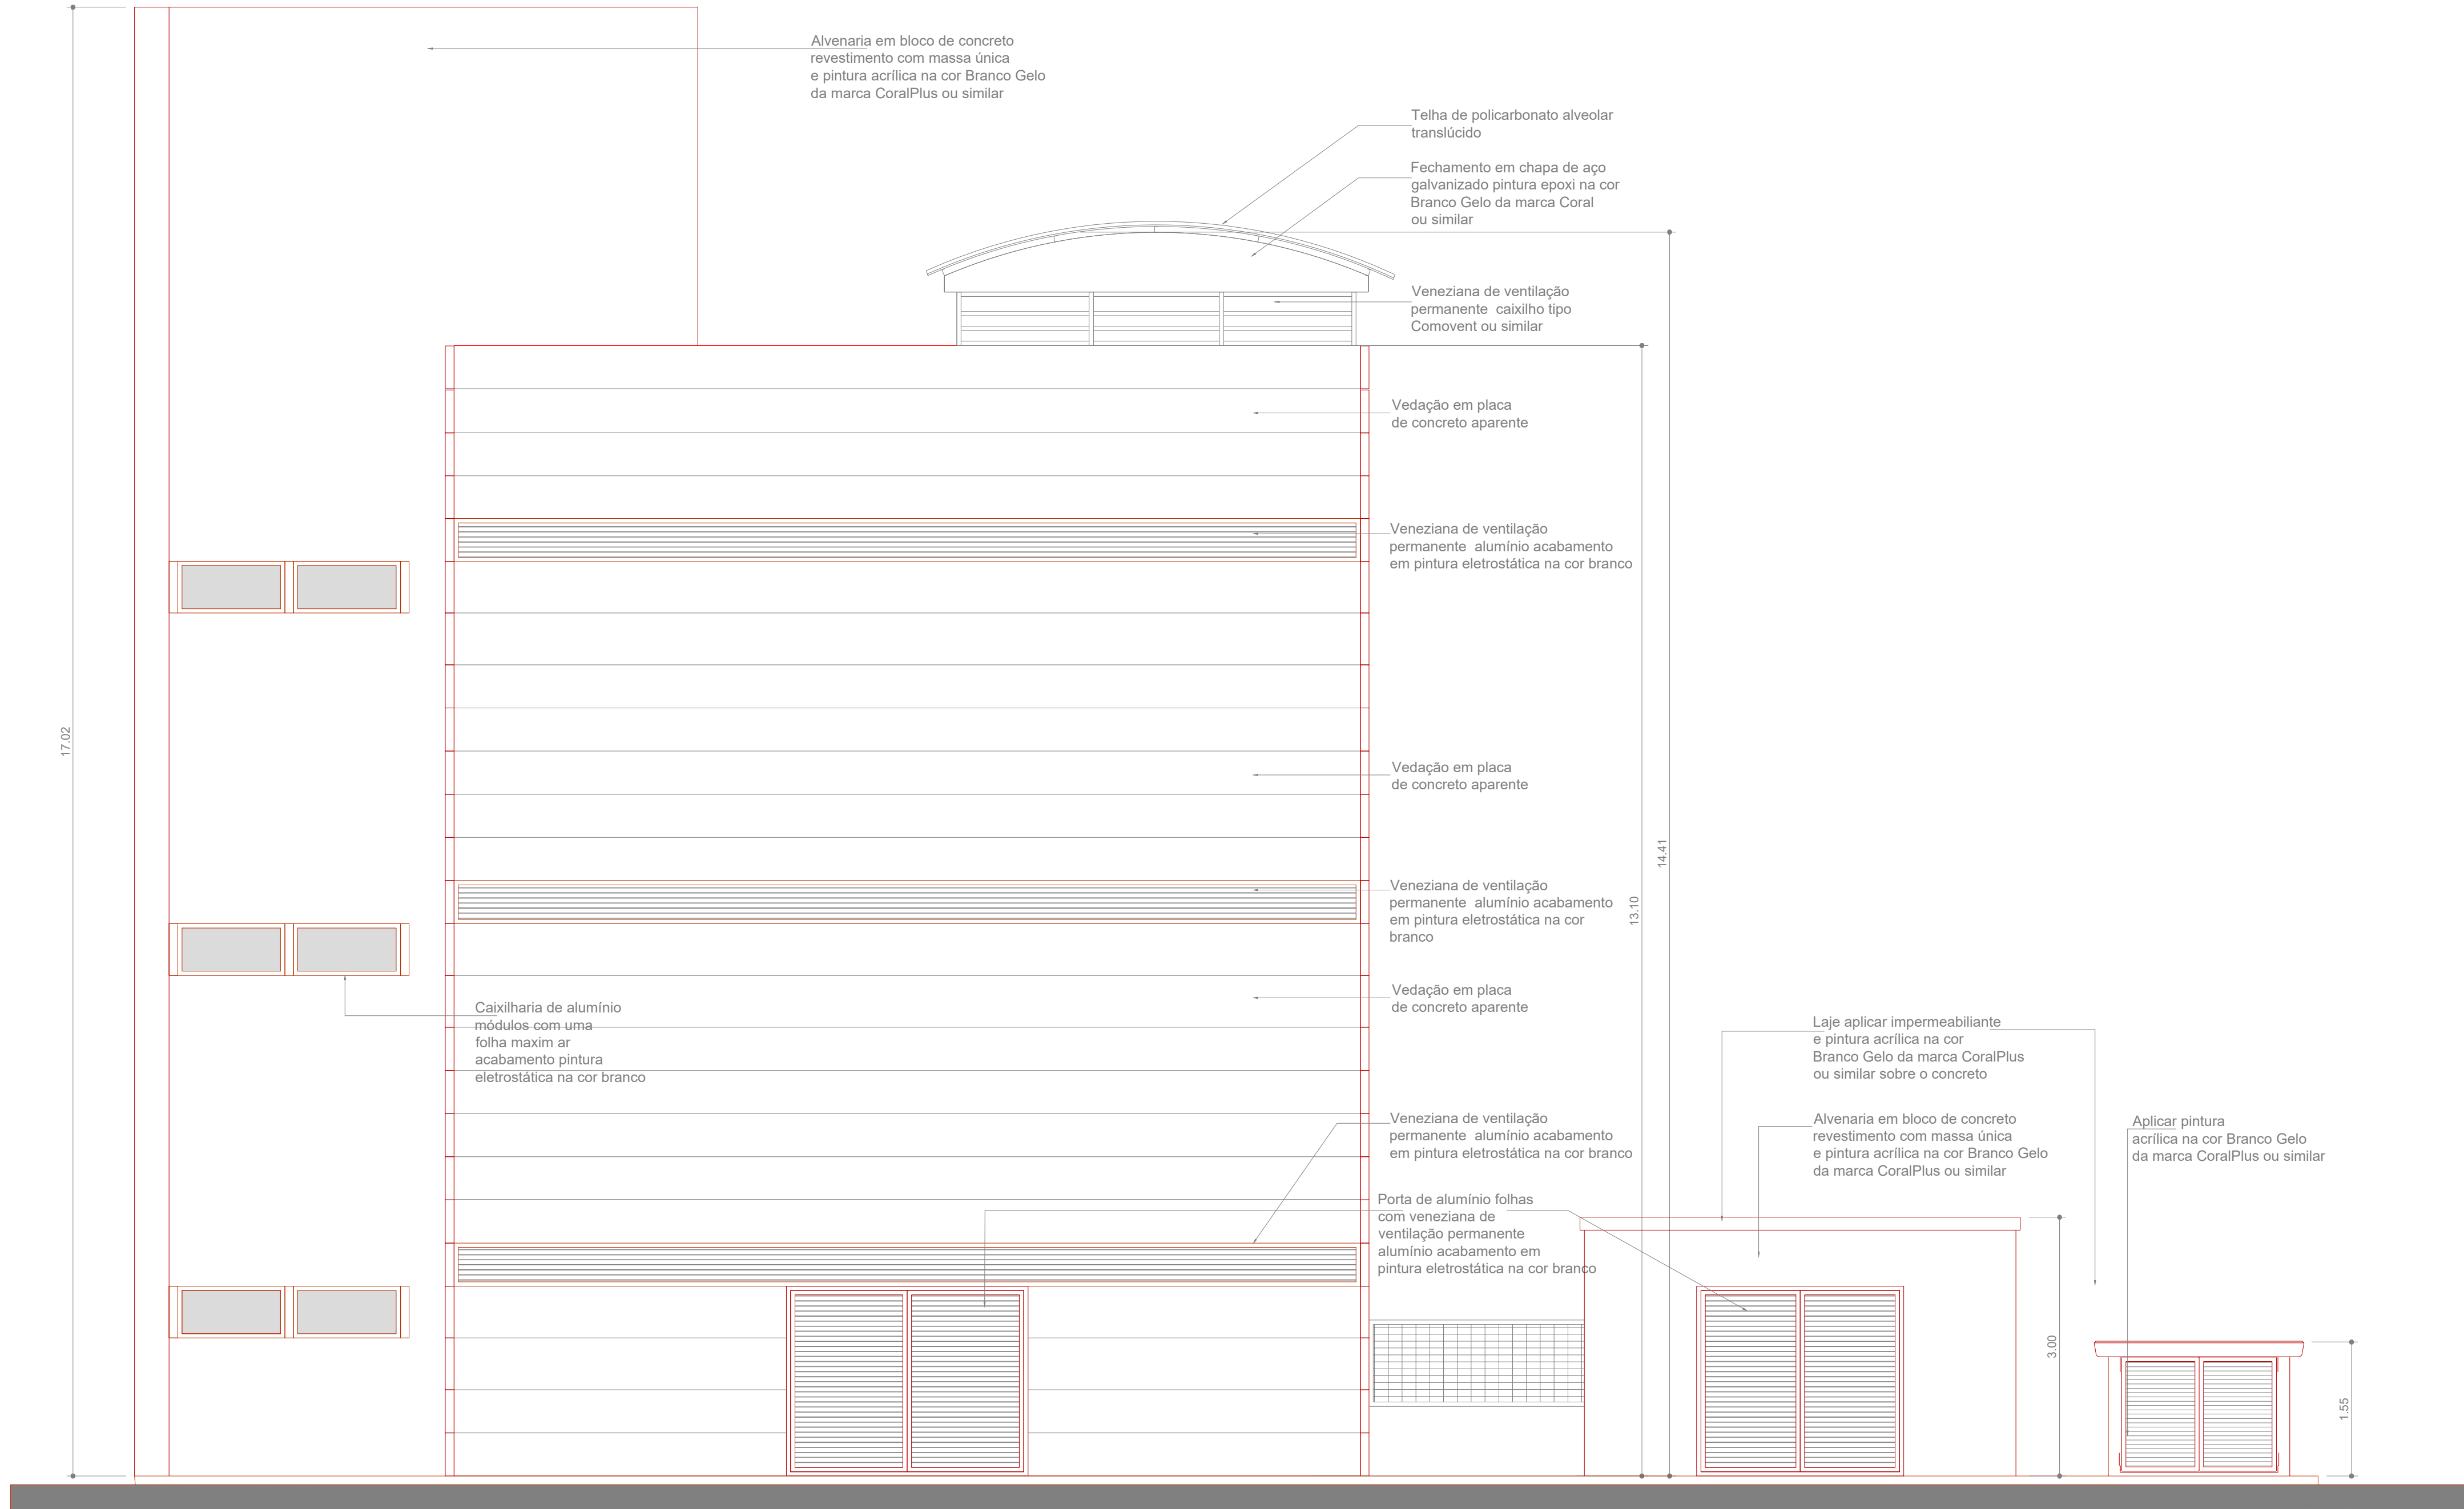 Alvenaria em bloco de concreto
revestimento com massa única
e pintura acrílica na cor Branco Gelo
da marca CoralPlus ou similar
Telha de policarbonato alveolar
translúcido
Fechamento em chapa de aço
galvanizado pintura epoxi na cor
Branco Gelo da marca Coral
ou similar
Veneziana de ventilação
permanente caixilho tipo
Comovent ou similar
Vedação em placa
de concreto aparente
Veneziana de ventilação
permanente alumínio acabamento
em pintura eletrostática na cor branco
17.02
Vedação em placa
de concreto aparente
14.41
13.10
Veneziana de ventilação
permanente alumínio acabamento
em pintura eletrostática na cor
branco
Vedação em placa
de concreto aparente
Caixilharia de alumínio
módulos com uma
folha maxim ar
acabamento pintura
eletrostática na cor branco
Laje aplicar impermeabiliante
e pintura acrílica na cor
Branco Gelo da marca CoralPlus
ou similar sobre o concreto
Veneziana de ventilação
permanente alumínio acabamento
em pintura eletrostática na cor branco
Alvenaria em bloco de concreto
revestimento com massa única
e pintura acrílica na cor Branco Gelo
da marca CoralPlus ou similar
Aplicar pintura
acrílica na cor Branco Gelo
da marca CoralPlus ou similar
Porta de alumínio folhas
com veneziana de
ventilação permanente
alumínio acabamento em
pintura eletrostática na cor branco
3.00
1.55